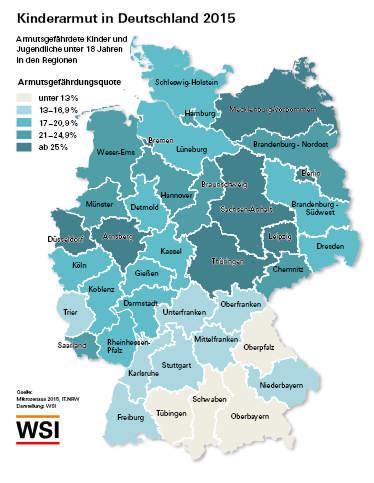 Kinderarmut in Deutschland 2015
Armutsgefährdete Kinder und
Jugendliche unter 18 Jahren
in den Regionen
Armutsgefährdungsquote
unter 13%
13–16,9%
17–20,9%
21–24,9%
ab 25%
Schleswig-Holstein
Hamburg
Mecklenburg-Vorpommern
Bremen
Lüneburg
Brandenburg - Nordost
Weser-Ems
Berlin
Hannover
Braunschweig
Münster
Detmold
Sachsen-Anhalt
Brandenburg -
Südwest
Düsseldorf
Arnsberg
Leipzig
Kassel
Dresden
Köln
Thüringen
Gießen
Chemnitz
Koblenz
Darmstadt
Oberfranken
Trier
Unterfranken
Saarland
Rheinhessen-
Pfalz
Mittelfranken
Oberpfalz
Karlsruhe
Stuttgart
Niederbayern
Freiburg
Tübingen
Schwaben
Oberbayern
Quelle:
Mikrozensus 2015, IT.NRW
Darstellung: WSI
WSI